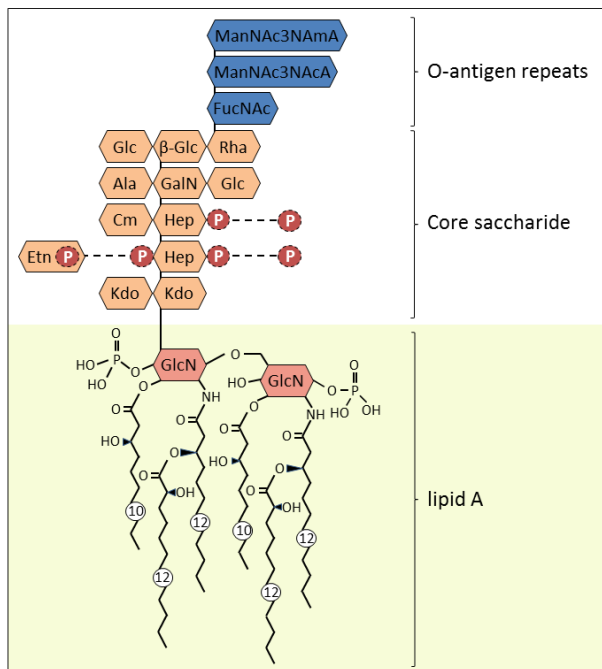 ManNAc3NAmA
ManNAc3NAcA
O-antigen repeats
FucNAc
Glc β-Glc Rha
Ala GalN Glc
Cm Hep P P
Core saccharide
Etn P P Hep P P
Kdo Kdo
O
HO P O GlcN O
HO O
HO GlcN O P O
O NH HO OH
O O NH
O O
HO O HO O
O OH O OH
lipid A
10 12 10 12
12 12